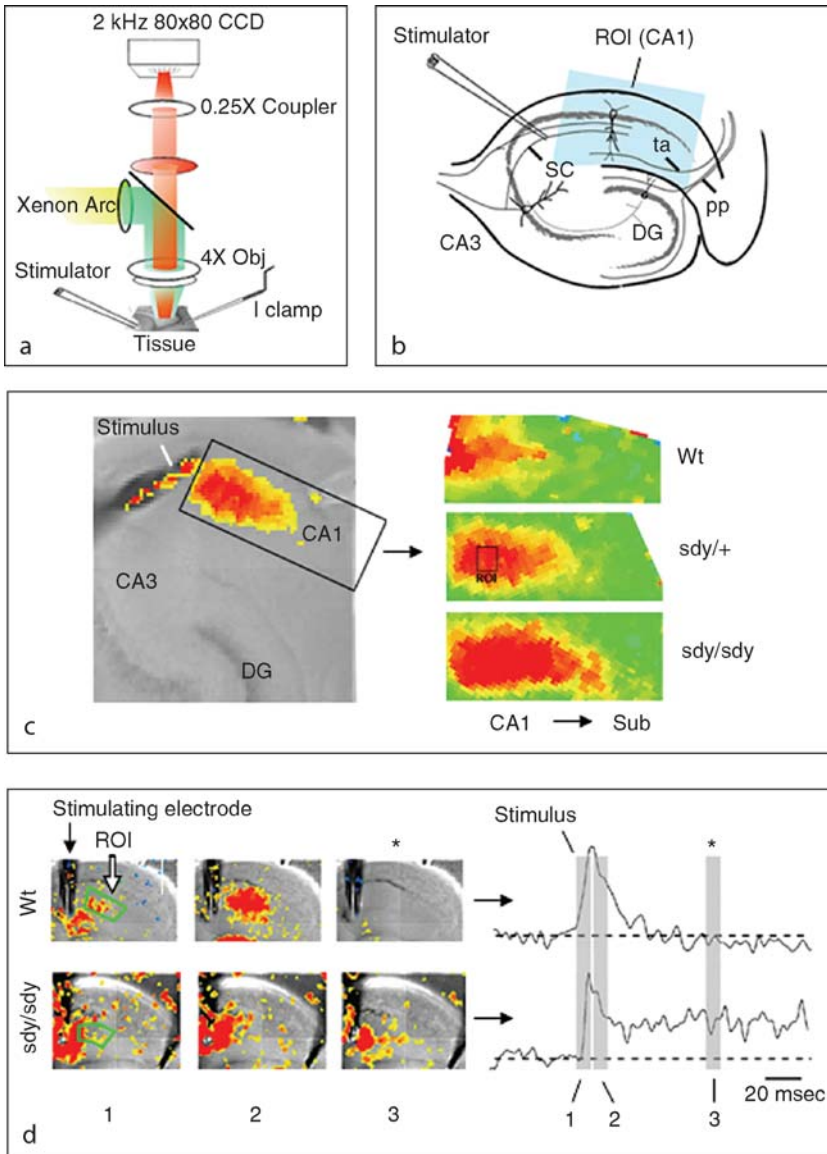 2 kHz 80x80 CCD
0.25X Coupler
Xenon Arc
4X Obj
Stimulator
I clamp
Tissue
a
Stimulator
ROI (CA1)
SC
ta
pp
CA3
DG
b
Stimulus
CA1
CA3
DG
Wt
sdy/+
ROI
sdy/sdy
CA1 → Sub
c
Stimulating electrode
ROI
*
Wt
sdy/sdy
1 2 3
Stimulus
*
20 msec
1 2 3
d